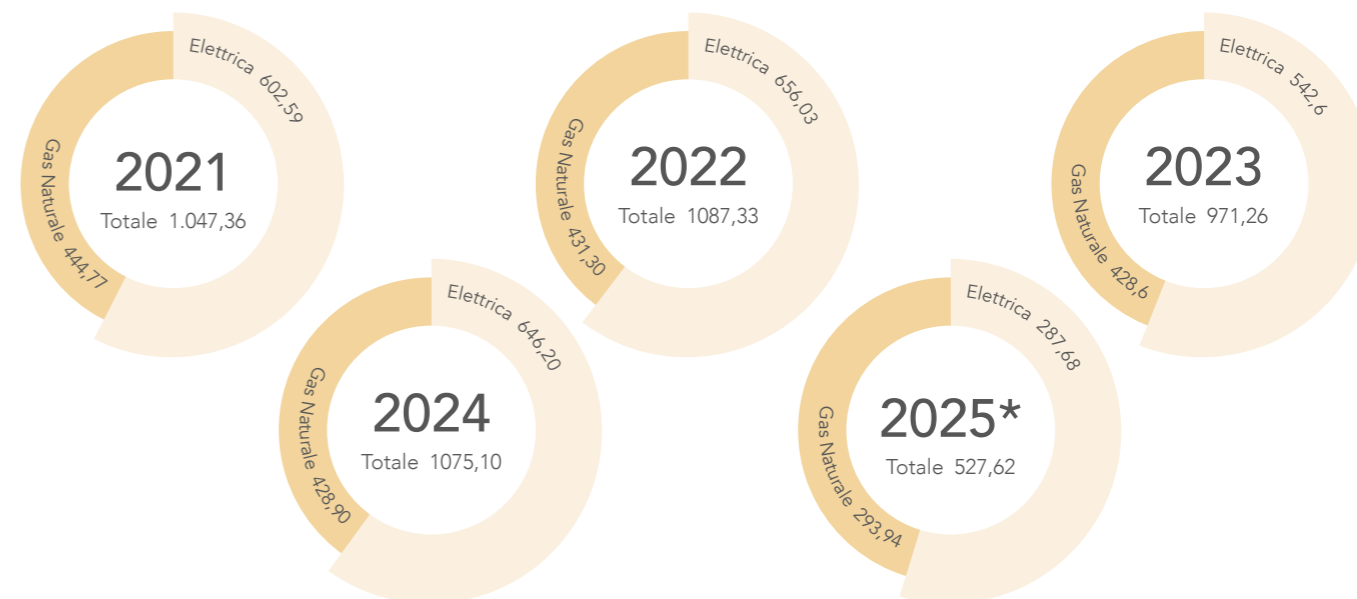 Elettrica 602,59
Gas Naturale 444,77
2021
Totale 1.047,36
Elettrica 656,03
Gas Naturale 431,30
2022
Totale 1087,33
Elettrica 542,6
Gas Naturale 428,6
2023
Totale 971,26
Elettrica 646,20
Gas Naturale 428,90
2024
Totale 1075,10
Elettrica 287,68
Gas Naturale 293,94
2025*
Totale 527,62